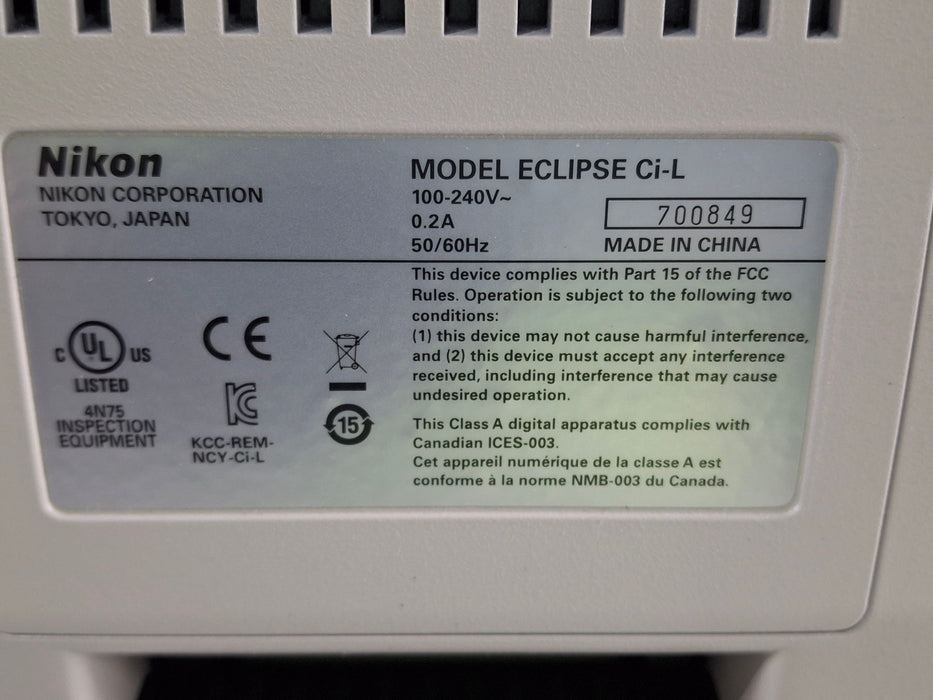 Nikon
NIKON CORPORATION
TOKYO, JAPAN
MODEL ECLIPSE Ci-L
100-240V~
0.2A
50/60Hz
700849
MADE IN CHINA
This device complies with Part 15 of the FCC
Rules. Operation is subject to the following two
conditions:
(1) this device may not cause harmful interference,
and (2) this device must accept any interference
received, including interference that may cause
undesired operation.
This Class A digital apparatus complies with
Canadian ICES-003.
Cet appareil numérique de la classe A est
conforme à la norme NMB-003 du Canada.
C UL US
LISTED
4N75
INSPECTION
EQUIPMENT
CE
KCC-REM-
NCY-Ci-L
15